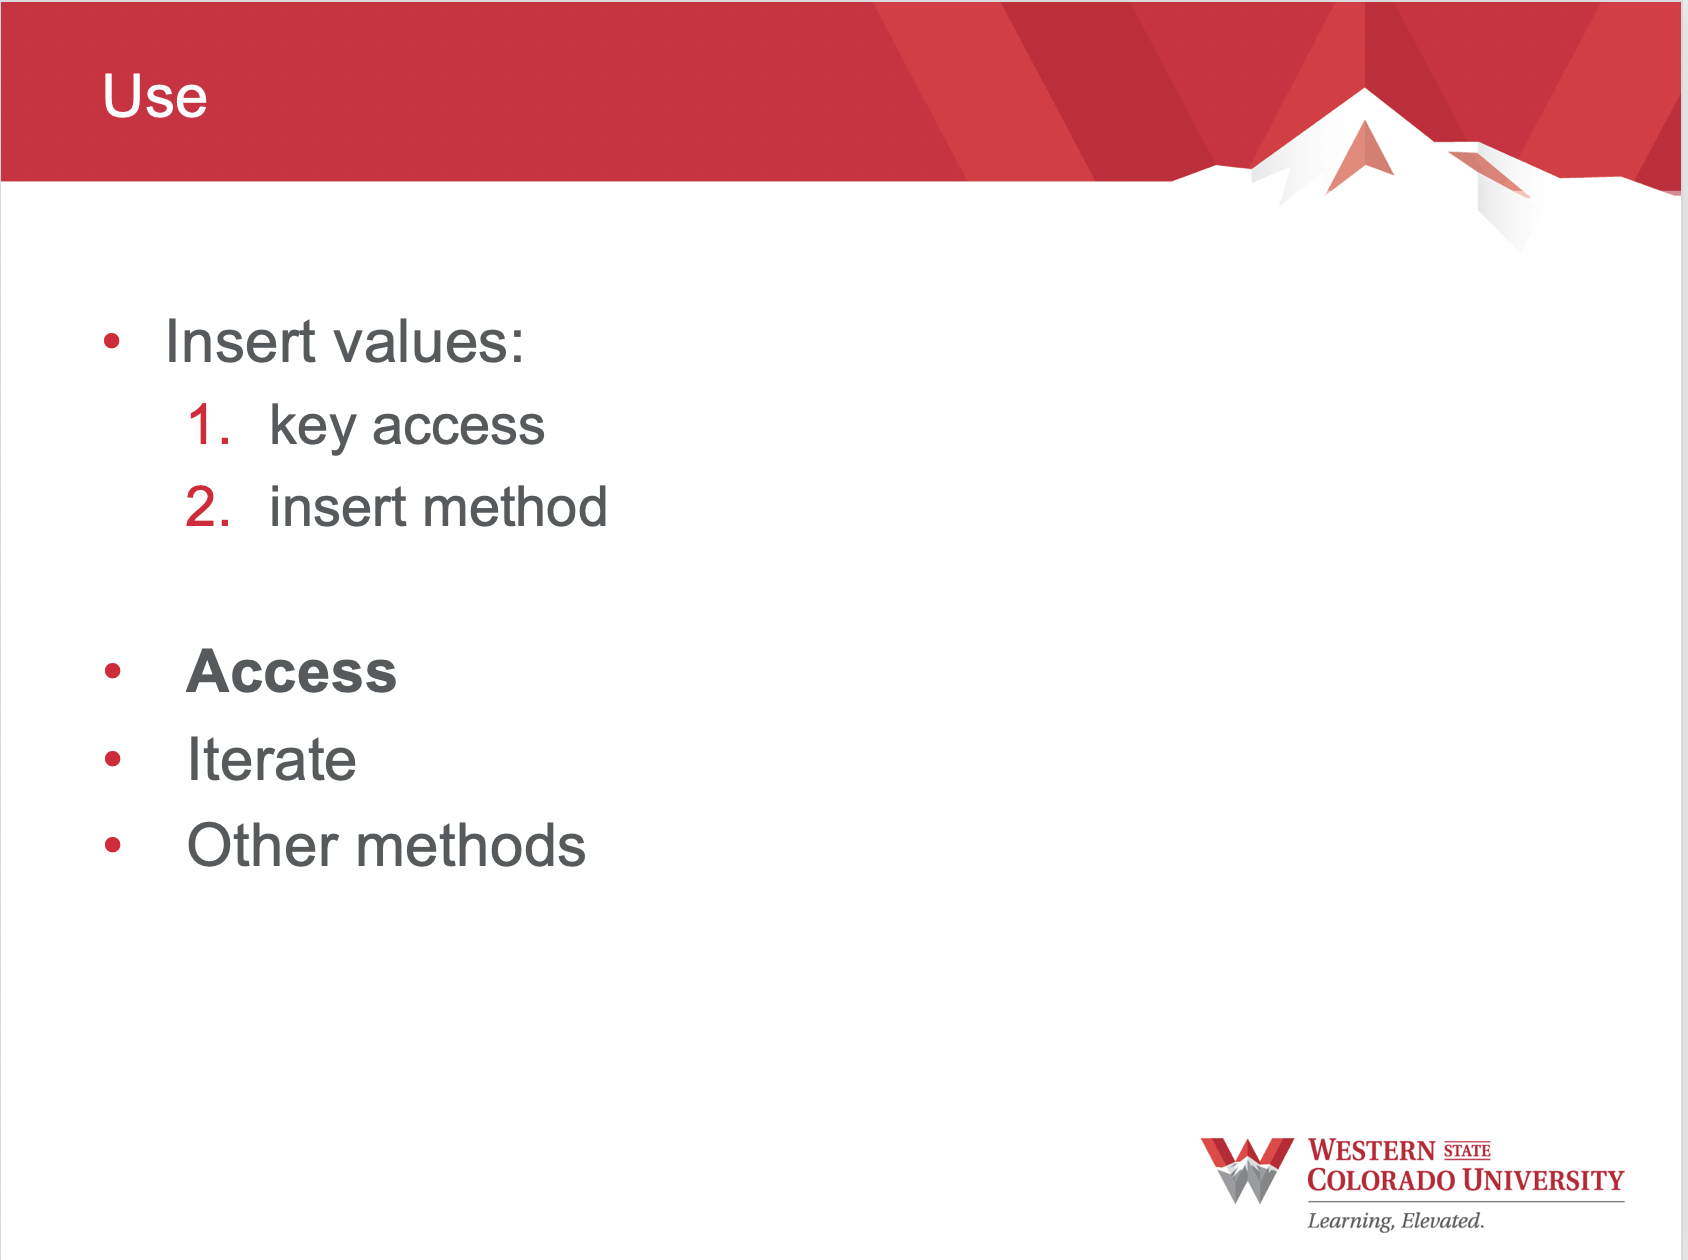 Use
• Insert values:
1. key access
2. insert method
• Access
• Iterate
• Other methods
WESTERN STATE
COLORADO UNIVERSITY
Learning, Elevated.